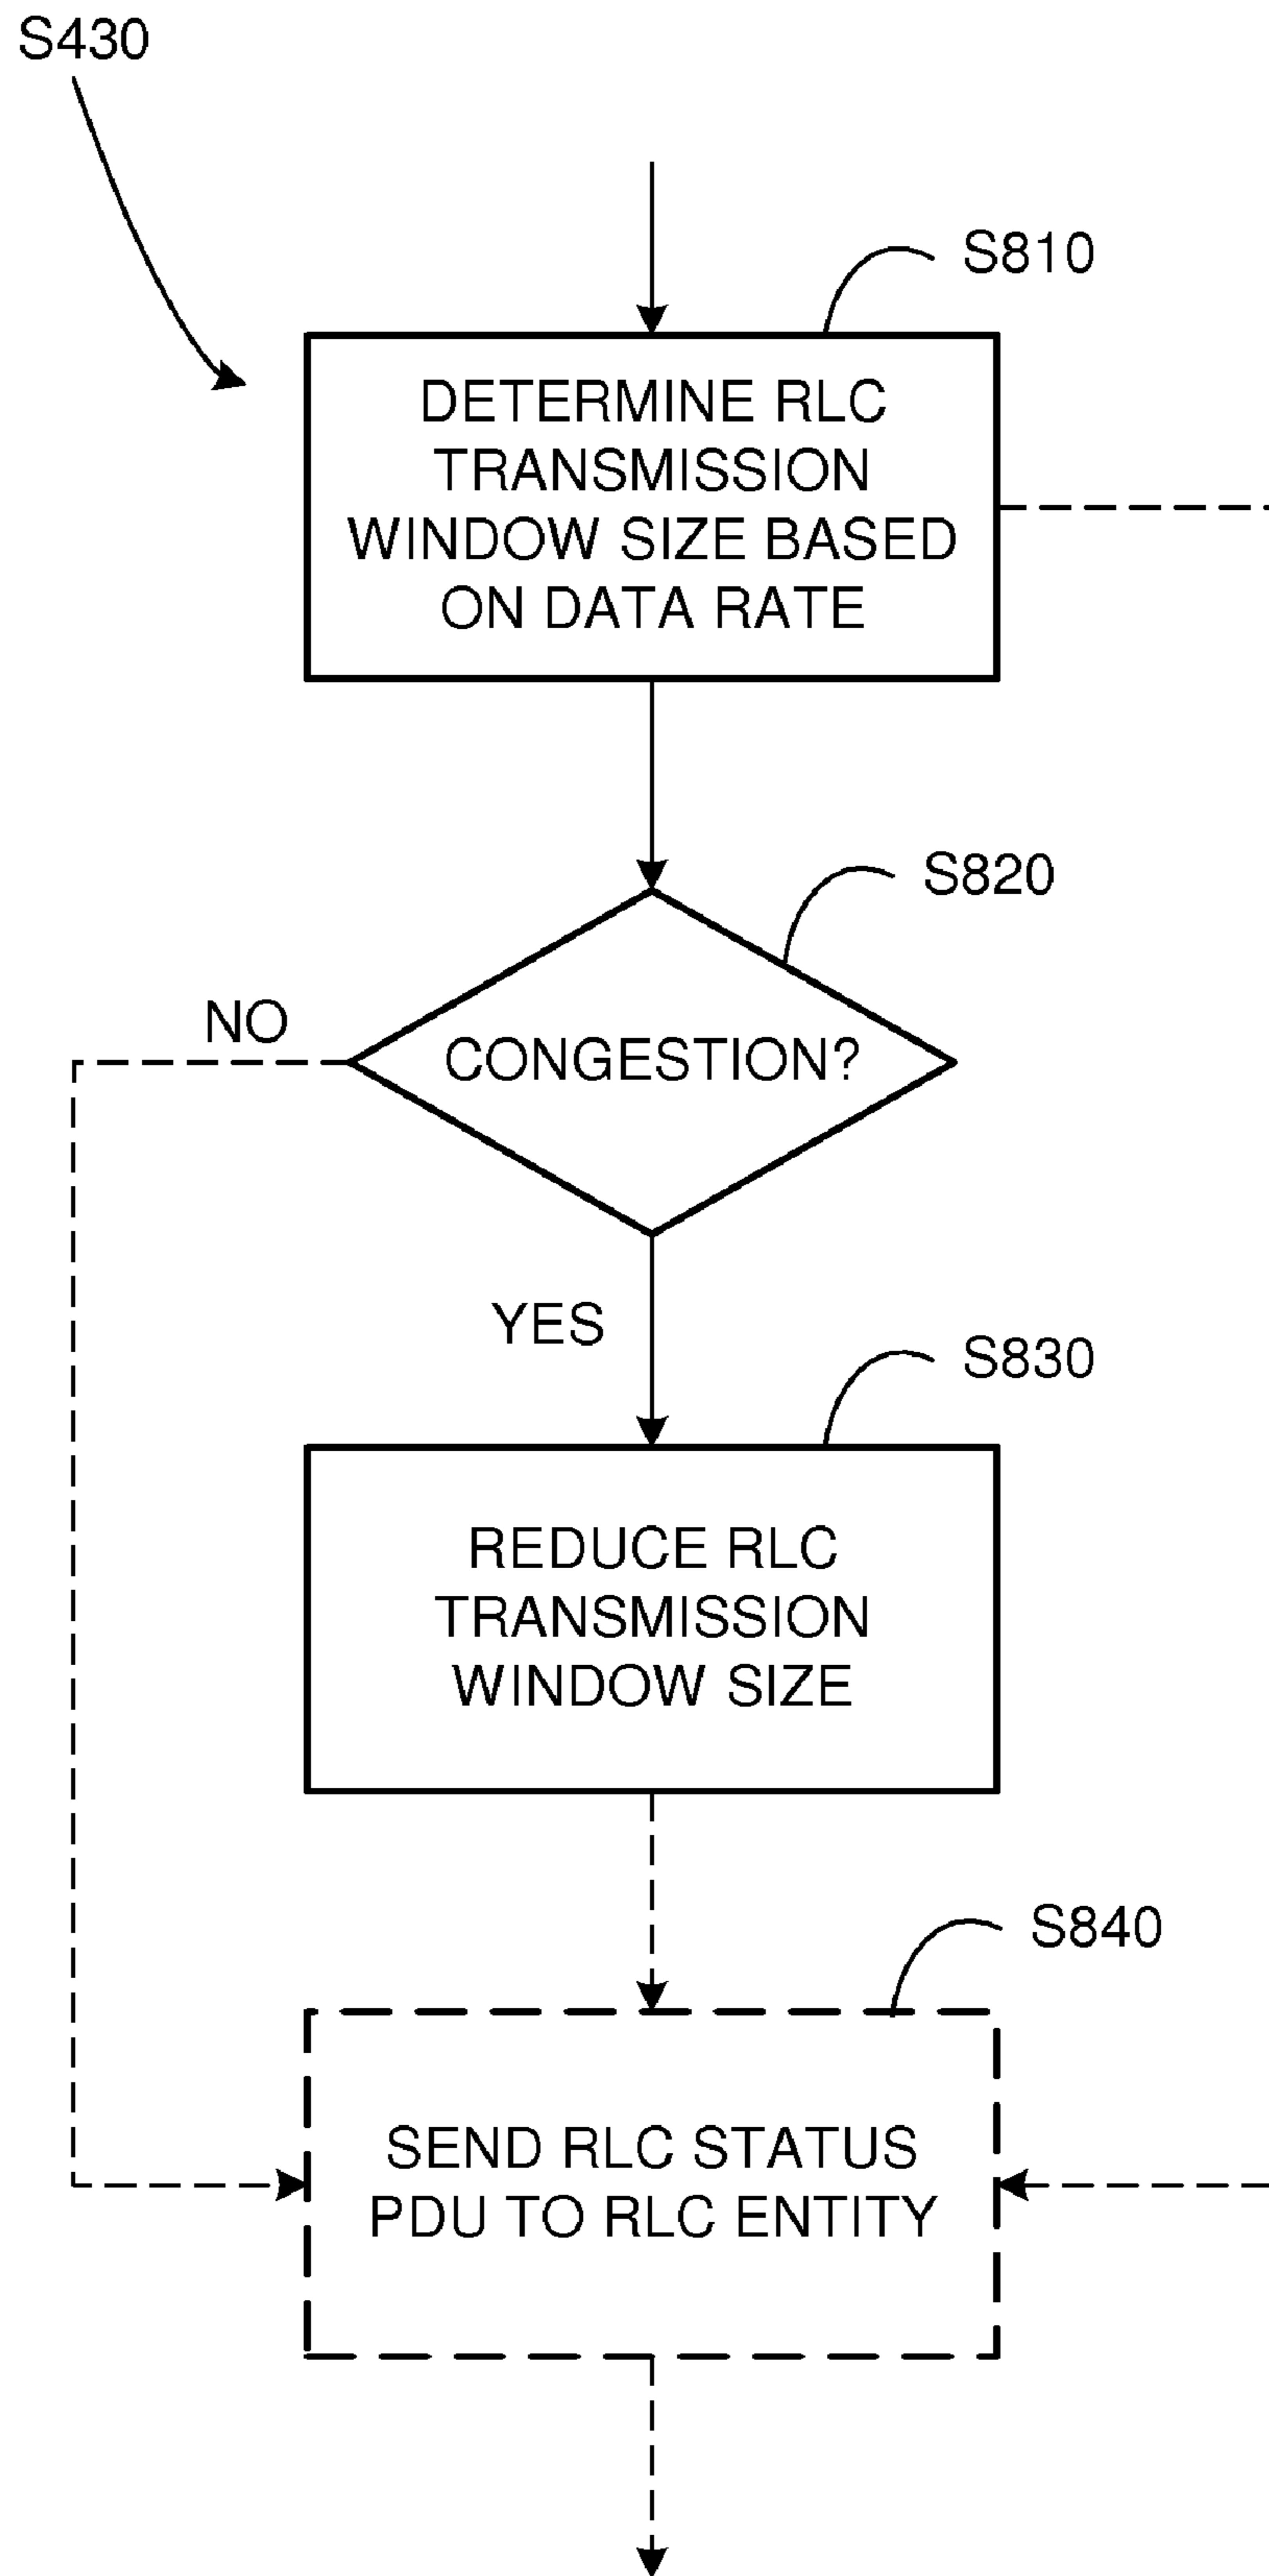 S430
S810
DETERMINE RLC
TRANSMISSION
WINDOW SIZE BASED
ON DATA RATE
S820
NO
CONGESTION?
YES
S830
REDUCE RLC
TRANSMISSION
WINDOW SIZE
S840
SEND RLC STATUS
PDU TO RLC ENTITY